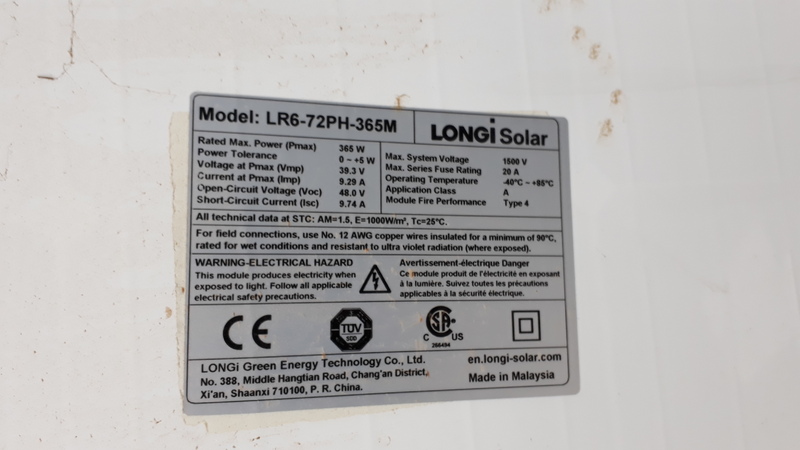 Model: LR6-72PH-365M
LONGi Solar
Rated Max. Power (Pmax) 365 W
Power Tolerance 0 ~ +5 W
Voltage at Pmax (Vmp) 39.3 V
Current at Pmax (Imp) 9.29 A
Open-Circuit Voltage (Voc) 48.0 V
Short-Circuit Current (Isc) 9.74 A
Max. System Voltage 1500 V
Max. Series Fuse Rating 20 A
Operating Temperature -40°C ~ +85°C
Application Class A
Module Fire Performance Type 4
All technical data at STC: AM=1.5, E=1000W/m², Tc=25°C.
For field connections, use No. 12 AWG copper wires insulated for a minimum of 90°C,
rated for wet conditions and resistant to ultra violet radiation (where exposed).
WARNING-ELECTRICAL HAZARD
This module produces electricity when
exposed to light. Follow all applicable
electrical safety precautions.
Avertissement-électrique Danger
Ce module produit de l'électricité en exposant
à la lumière. Suivez toutes les précautions
applicables à la sécurité électrique.
CE
TÜV
SÜD
C SA US
266494
LONGi Green Energy Technology Co., Ltd.
No. 388, Middle Hangtian Road, Chang'an District,
Xi'an, Shaanxi 710100, P. R. China.
en.longi-solar.com
Made in Malaysia